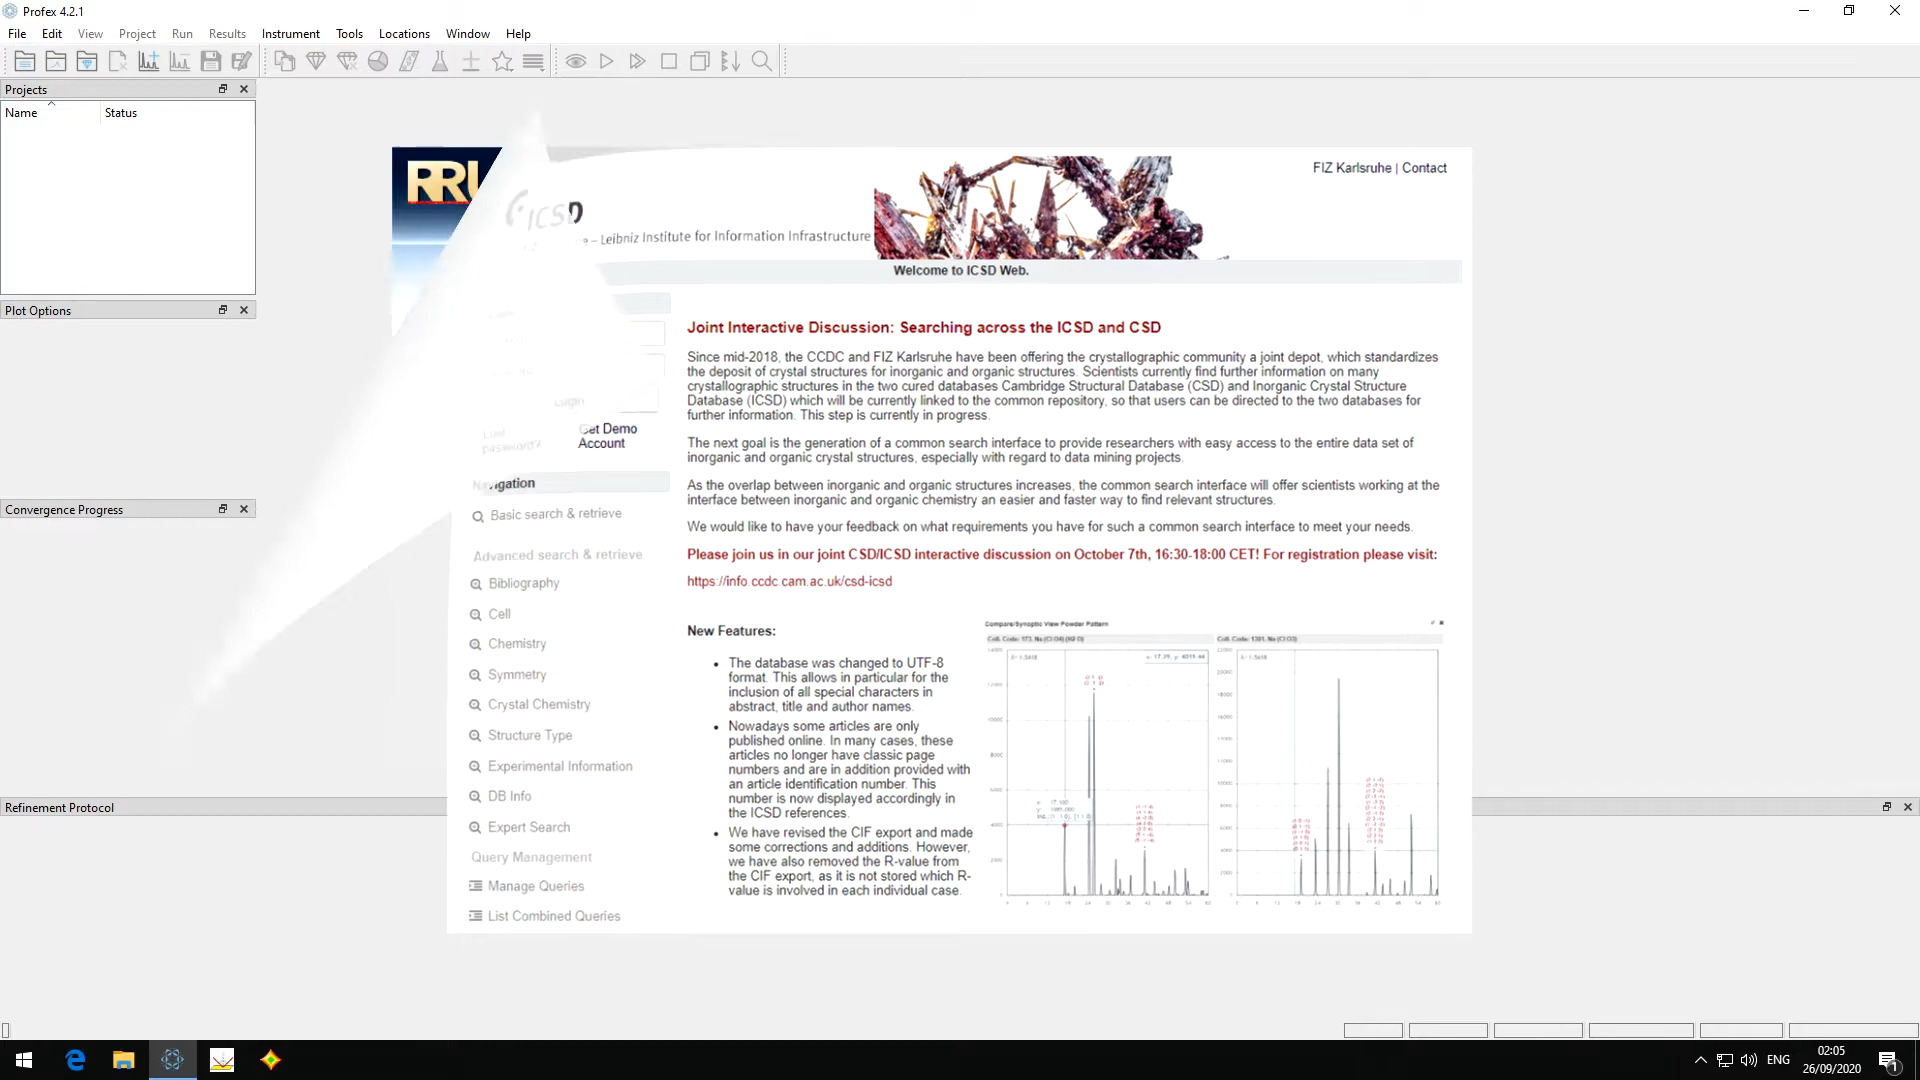 Profex 4.2.1
File Edit View Project Run Results Instrument Tools Locations Window Help
Projects
Name Status
Plot Options
Convergence Progress
Refinement Protocol
RRU
ICSD
– Leibniz Institute for Information Infrastructure
FIZ Karlsruhe | Contact
Welcome to ICSD Web.
Login
Lost
password?
Get Demo
Account
Navigation
Basic search & retrieve
Advanced search & retrieve
Bibliography
Cell
Chemistry
Symmetry
Crystal Chemistry
Structure Type
Experimental Information
DB Info
Expert Search
Query Management
Manage Queries
List Combined Queries
Joint Interactive Discussion: Searching across the ICSD and CSD
Since mid-2018, the CCDC and FIZ Karlsruhe have been offering the crystallographic community a joint depot, which standardizes
the deposit of crystal structures for inorganic and organic structures. Scientists currently find further information on many
crystallographic structures in the two cured databases Cambridge Structural Database (CSD) and Inorganic Crystal Structure
Database (ICSD) which will be currently linked to the common repository, so that users can be directed to the two databases for
further information. This step is currently in progress.
The next goal is the generation of a common search interface to provide researchers with easy access to the entire data set of
inorganic and organic crystal structures, especially with regard to data mining projects.
As the overlap between inorganic and organic structures increases, the common search interface will offer scientists working at the
interface between inorganic and organic chemistry an easier and faster way to find relevant structures.
We would like to have your feedback on what requirements you have for such a common search interface to meet your needs.
Please join us in our joint CSD/ICSD interactive discussion on October 7th, 16:30-18:00 CET! For registration please visit:
https://info.ccdc.cam.ac.uk/csd-icsd
New Features:
• The database was changed to UTF-8
format. This allows in particular for the
inclusion of all special characters in
abstract, title and author names.
• Nowadays some articles are only
published online. In many cases, these
articles no longer have classic page
numbers and are in addition provided with
an article identification number. This
number is now displayed accordingly in
the ICSD references.
• We have revised the CIF export and made
some corrections and additions. However,
we have also removed the R-value from
the CIF export, as it is not stored which R-
value is involved in each individual case.
Compare/Synoptic View Powder Pattern
ENG
02:05
26/09/2020
1